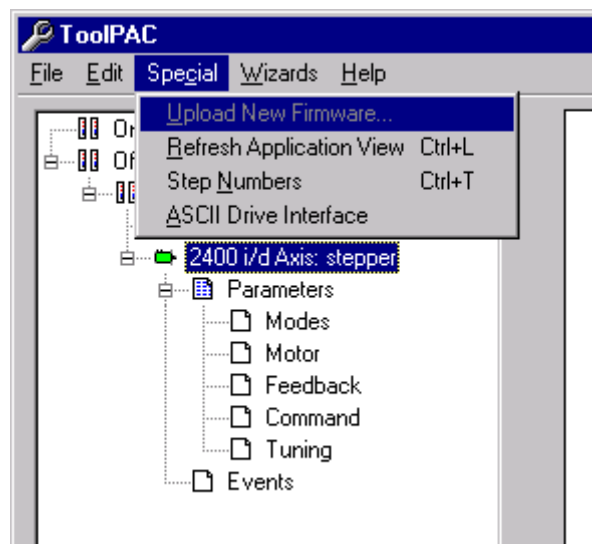 ToolPAC
File Edit Special Wizards Help
Upload New Firmware...
Refresh Application View Ctrl+L
Step Numbers Ctrl+T
ASCII Drive Interface
2400 i/d Axis: stepper
Parameters
Modes
Motor
Feedback
Command
Tuning
Events